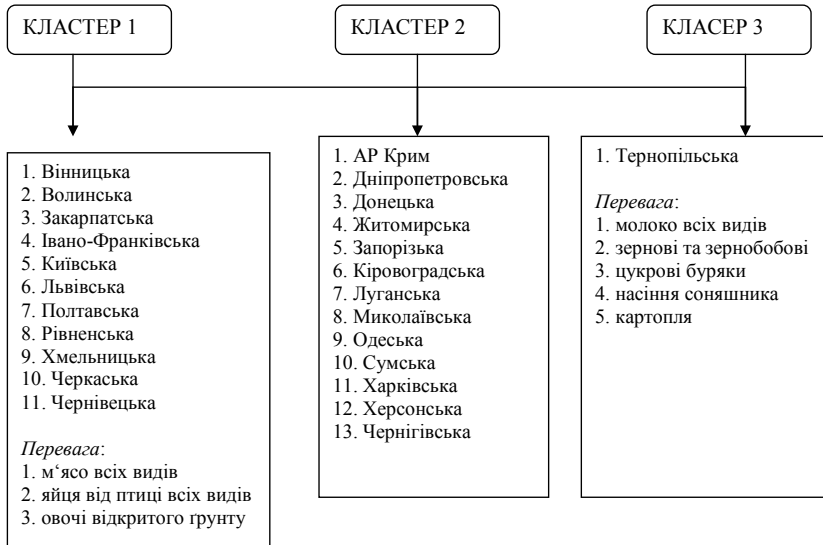 КЛАСТЕР 1
КЛАСТЕР 2
КЛАСЕР 3
1. Вінницька
2. Волинська
3. Закарпатська
4. Івано-Франківська
5. Київська
6. Львівська
7. Полтавська
8. Рівненська
9. Хмельницька
10. Черкаська
11. Чернівецька
Перевага:
1. м‘ясо всіх видів
2. яйця від птиці всіх видів
3. овочі відкритого ґрунту
1. АР Крим
2. Дніпропетровська
3. Донецька
4. Житомирська
5. Запорізька
6. Кіровоградська
7. Луганська
8. Миколаївська
9. Одеська
10. Сумська
11. Харківська
12. Херсонська
13. Чернігівська
1. Тернопільська
Перевага:
1. молоко всіх видів
2. зернові та зернобобові
3. цукрові буряки
4. насіння соняшника
5. картопля